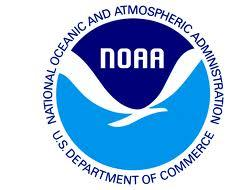 NATIONAL OCEANIC AND ATMOSPHERIC ADMINISTRATION
NOAA
U.S. DEPARTMENT OF COMMERCE